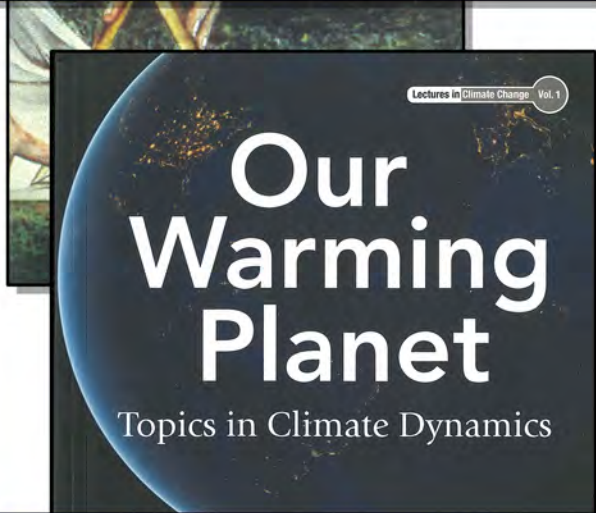 Lectures in Climate Change Vol. 1
Our
Warming
Planet
Topics in Climate Dynamics